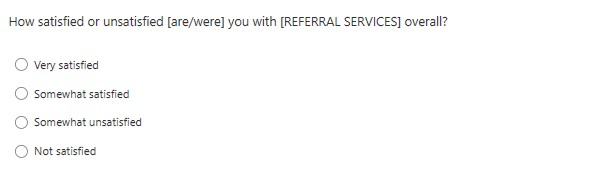 How satisfied or unsatisfied [are/were] you with [REFERRAL SERVICES] overall?
Very satisfied
Somewhat satisfied
Somewhat unsatisfied
Not satisfied